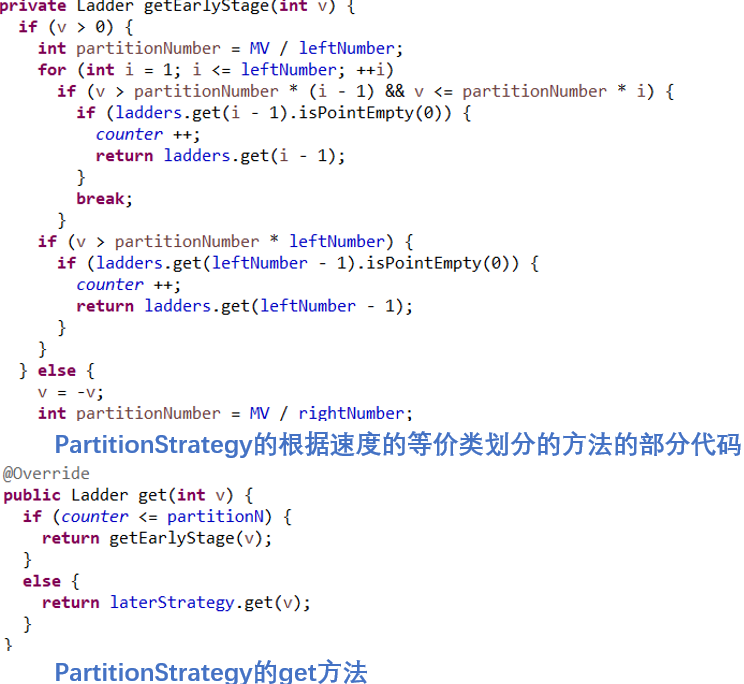 private Ladder getEarlyStage(int v) {
if (v > 0) {
int partitionNumber = MV / leftNumber;
for (int i = 1; i <= leftNumber; ++i)
if (v > partitionNumber * (i - 1) && v <= partitionNumber * i) {
if (ladders.get(i - 1).isPointEmpty(0)) {
counter ++;
return ladders.get(i - 1);
}
break;
}
if (v > partitionNumber * leftNumber) {
if (ladders.get(leftNumber - 1).isPointEmpty(0)) {
counter ++;
return ladders.get(leftNumber - 1);
}
}
} else {
v = -v;
int partitionNumber = MV / rightNumber;
PartitionStrategy的根据速度的等价类划分的方法的部分代码
@Override
public Ladder get(int v) {
if (counter <= partitionN) {
return getEarlyStage(v);
}
else {
return laterStrategy.get(v);
}
}
PartitionStrategy的get方法